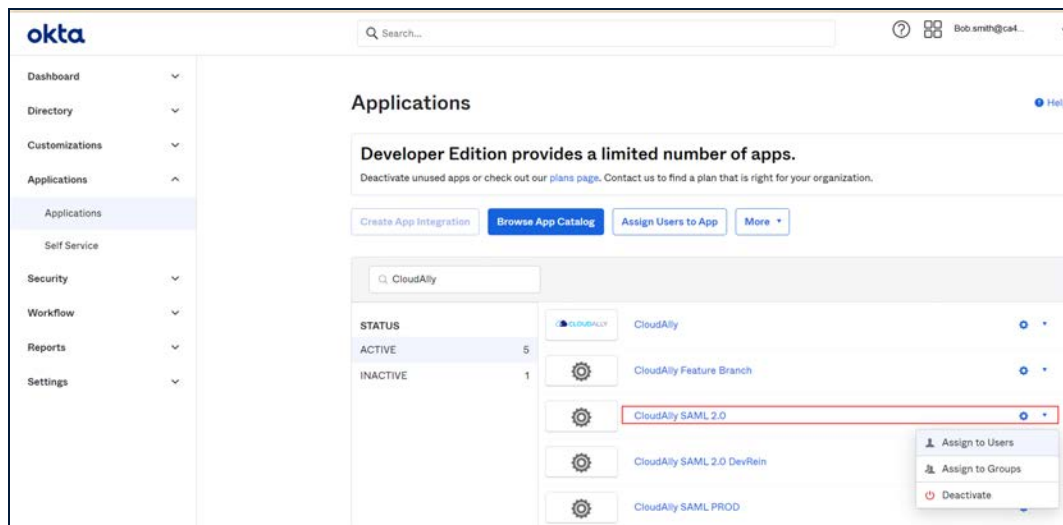 okta
Search...
Bob.smith@ca4...
Dashboard
Directory
Customizations
Applications
Applications
Self Service
Security
Workflow
Reports
Settings
Applications
Hel
Developer Edition provides a limited number of apps.
Deactivate unused apps or check out our plans page. Contact us to find a plan that is right for your organization.
Create App Integration
Browse App Catalog
Assign Users to App
More
CloudAlly
STATUS
ACTIVE 5
INACTIVE 1
CLOUDALLY CloudAlly
CloudAlly Feature Branch
CloudAlly SAML 2.0
Assign to Users
Assign to Groups
Deactivate
CloudAlly SAML 2.0 DevRein
CloudAlly SAML PROD